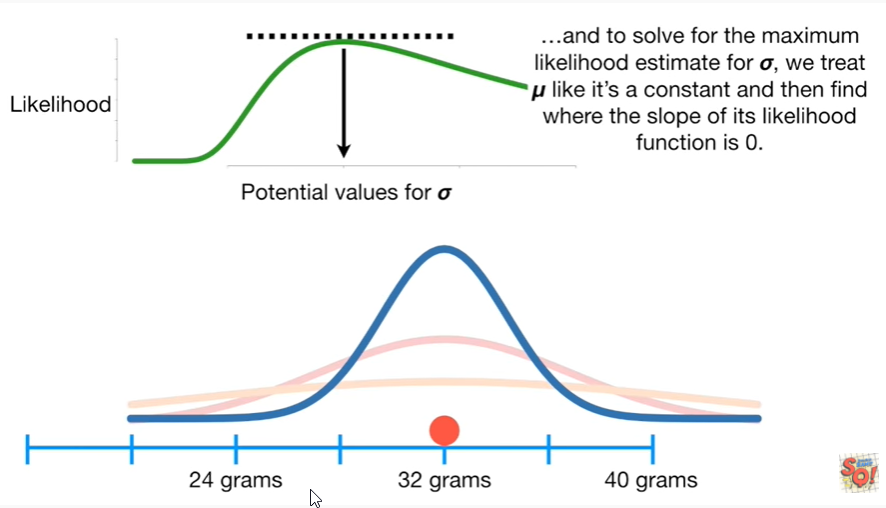 …and to solve for the maximum
likelihood estimate for σ, we treat
μ like it's a constant and then find
where the slope of its likelihood
function is 0.
Likelihood
Potential values for σ
24 grams
32 grams
40 grams
SQ!